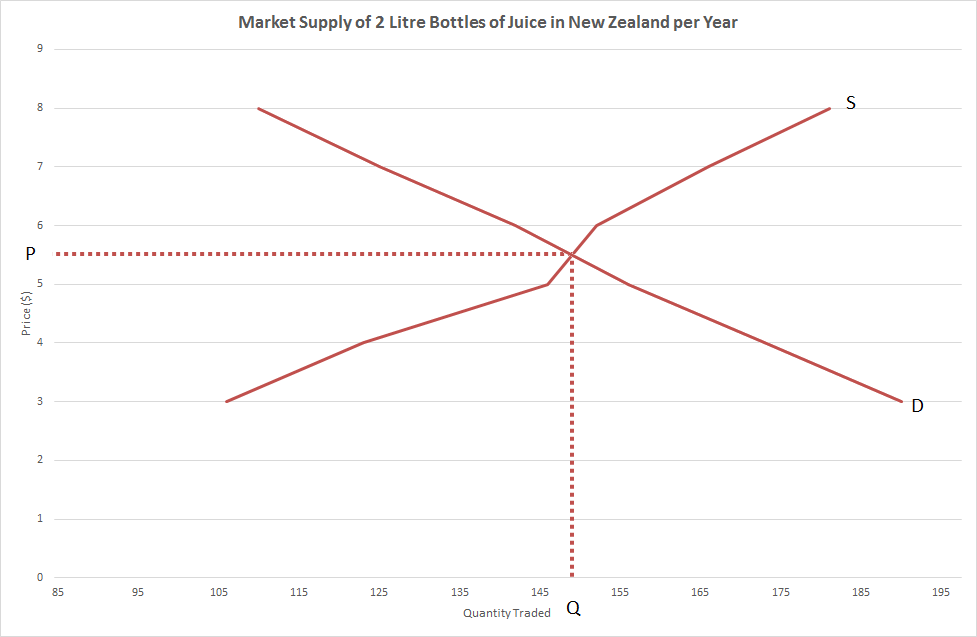 Market Supply of 2 Litre Bottles of Juice in New Zealand per Year
9
8
S
7
6
P
5
Price ($)
4
3
D
2
1
0
85 95 105 115 125 135 145 155 165 175 185 195
Quantity Traded Q